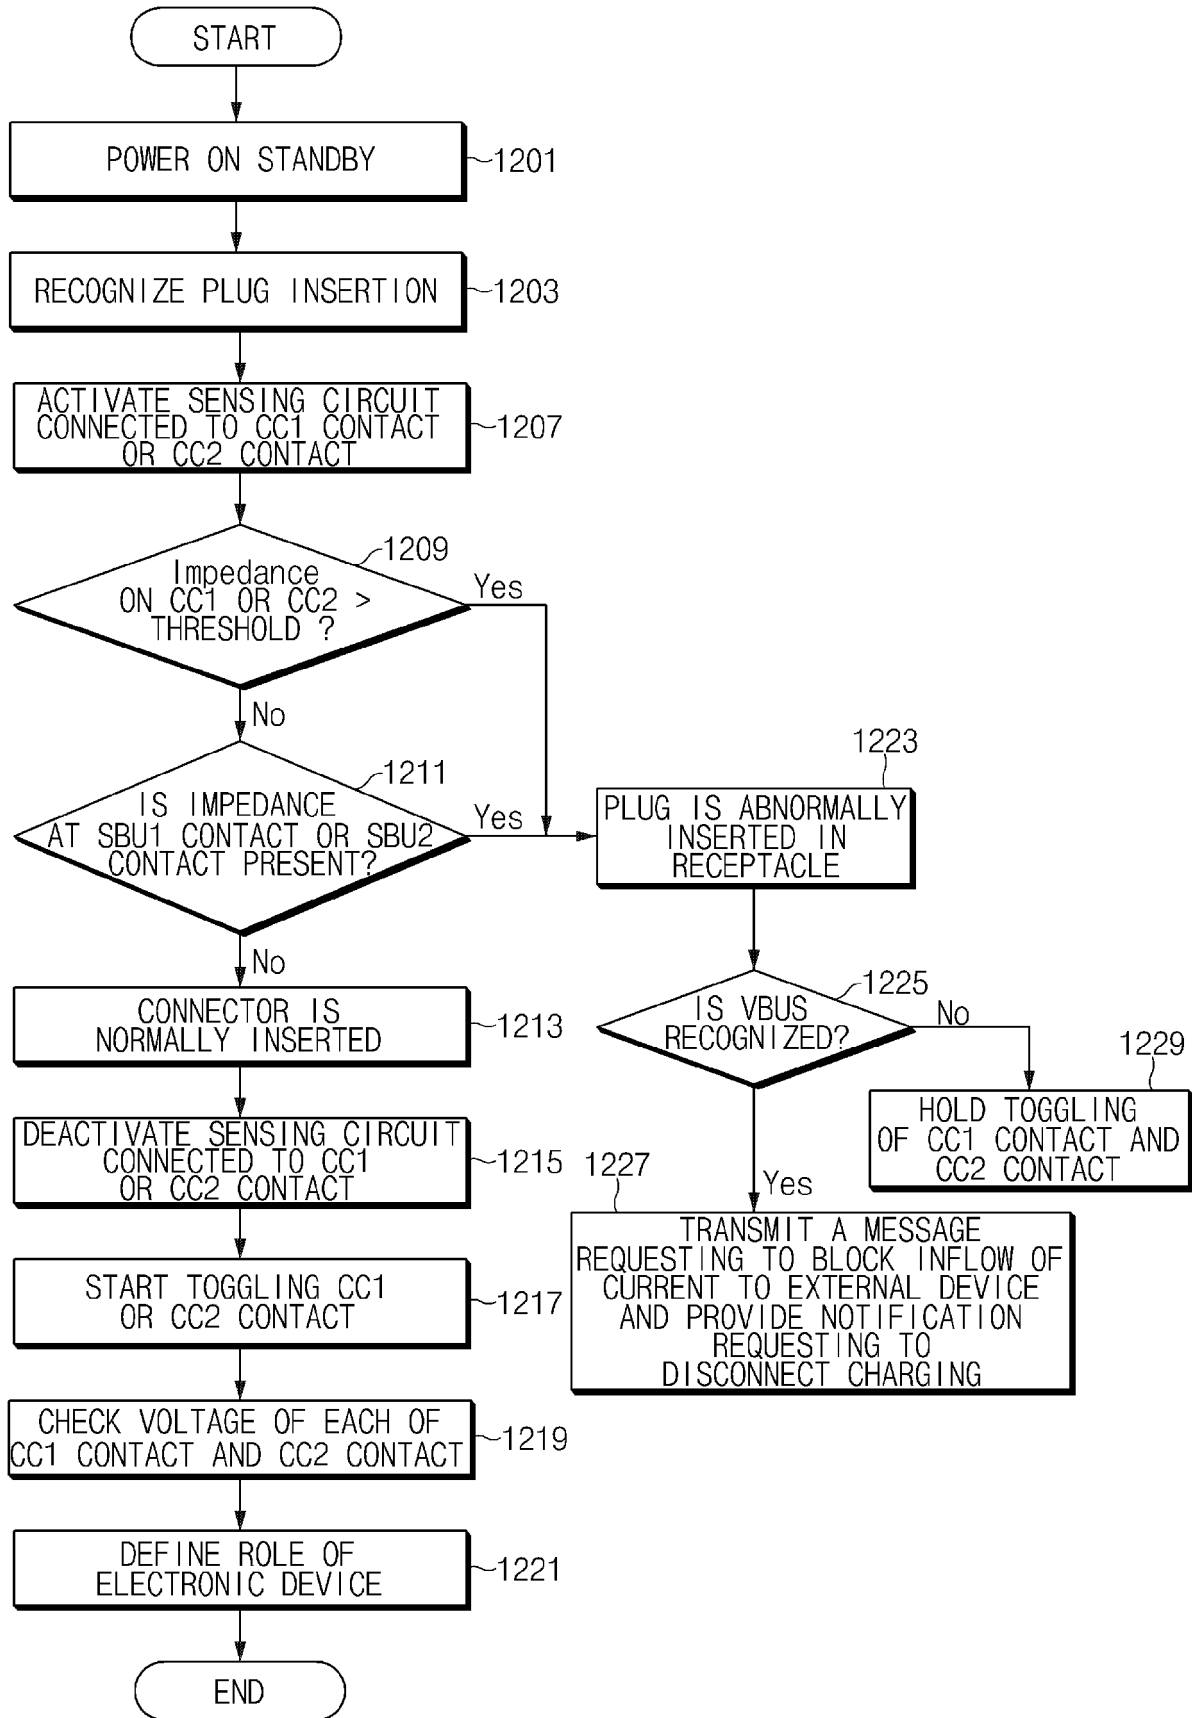 START
POWER ON STANDBY
1201
RECOGNIZE PLUG INSERTION
1203
ACTIVATE SENSING CIRCUIT
CONNECTED TO CC1 CONTACT
OR CC2 CONTACT
1207
Impedance
ON CC1 OR CC2 >
THRESHOLD ?
1209
Yes
No
IS IMPEDANCE
AT SBU1 CONTACT OR SBU2
CONTACT PRESENT?
1211
Yes
No
CONNECTOR IS
NORMALLY INSERTED
1213
DEACTIVATE SENSING CIRCUIT
CONNECTED TO CC1
OR CC2 CONTACT
1215
START TOGGLING CC1
OR CC2 CONTACT
1217
CHECK VOLTAGE OF EACH OF
CC1 CONTACT AND CC2 CONTACT
1219
DEFINE ROLE OF
ELECTRONIC DEVICE
1221
END
1223
PLUG IS ABNORMALLY
INSERTED IN
RECEPTACLE
IS VBUS
RECOGNIZED?
1225
No
Yes
1229
HOLD TOGGLING
OF CC1 CONTACT AND
CC2 CONTACT
1227
TRANSMIT A MESSAGE
REQUESTING TO BLOCK INFLOW OF
CURRENT TO EXTERNAL DEVICE
AND PROVIDE NOTIFICATION
REQUESTING TO
DISCONNECT CHARGING